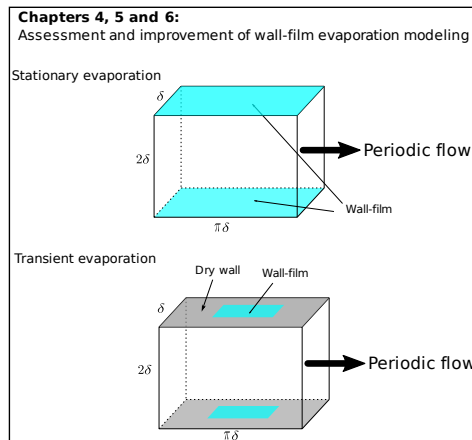 Chapters 4, 5 and 6:
Assessment and improvement of wall-film evaporation modeling
Stationary evaporation
δ
2δ
Periodic flow
Wall-film
πδ
Transient evaporation
Wall-film
Dry wall
δ
2δ
Periodic flow
πδ